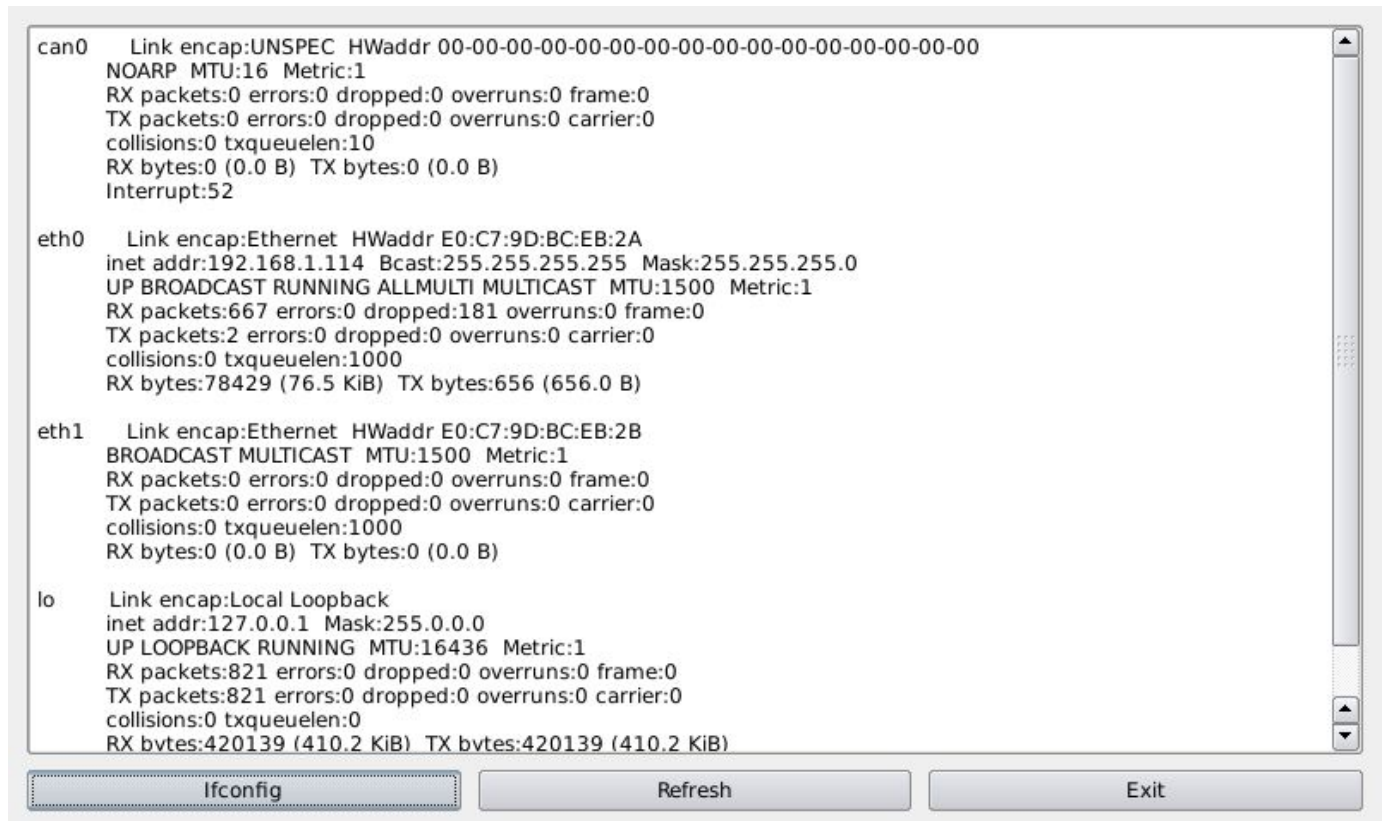 can0 Link encap:UNSPEC HWaddr 00-00-00-00-00-00-00-00-00-00-00-00-00-00-00-00
NOARP MTU:16 Metric:1
RX packets:0 errors:0 dropped:0 overruns:0 frame:0
TX packets:0 errors:0 dropped:0 overruns:0 carrier:0
collisions:0 txqueuelen:10
RX bytes:0 (0.0 B) TX bytes:0 (0.0 B)
Interrupt:52
eth0 Link encap:Ethernet HWaddr E0:C7:9D:BC:EB:2A
inet addr:192.168.1.114 Bcast:255.255.255.255 Mask:255.255.255.0
UP BROADCAST RUNNING ALLMULTI MULTICAST MTU:1500 Metric:1
RX packets:667 errors:0 dropped:181 overruns:0 frame:0
TX packets:2 errors:0 dropped:0 overruns:0 carrier:0
collisions:0 txqueuelen:1000
RX bytes:78429 (76.5 KiB) TX bytes:656 (656.0 B)
eth1 Link encap:Ethernet HWaddr E0:C7:9D:BC:EB:2B
BROADCAST MULTICAST MTU:1500 Metric:1
RX packets:0 errors:0 dropped:0 overruns:0 frame:0
TX packets:0 errors:0 dropped:0 overruns:0 carrier:0
collisions:0 txqueuelen:1000
RX bytes:0 (0.0 B) TX bytes:0 (0.0 B)
lo Link encap:Local Loopback
inet addr:127.0.0.1 Mask:255.0.0.0
UP LOOPBACK RUNNING MTU:16436 Metric:1
RX packets:821 errors:0 dropped:0 overruns:0 frame:0
TX packets:821 errors:0 dropped:0 overruns:0 carrier:0
collisions:0 txqueuelen:0
RX bytes:420139 (410.2 KiB) TX bytes:420139 (410.2 KiB)
Ifconfig
Refresh
Exit